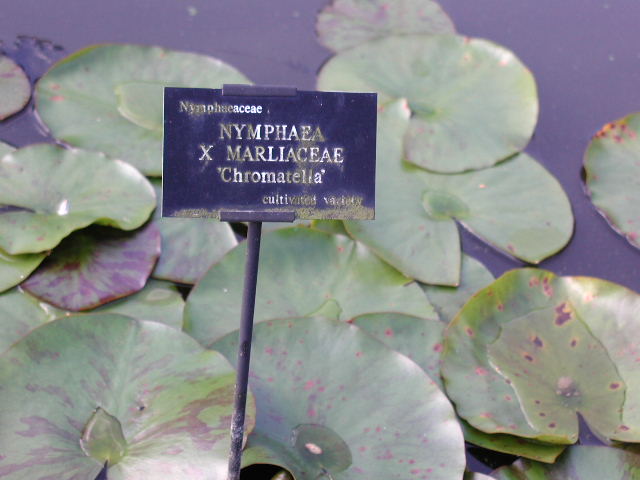 Nymphaeaceae
NYMPHAEA
X MARLIACEAE
'Chromatella'
cultivated variety